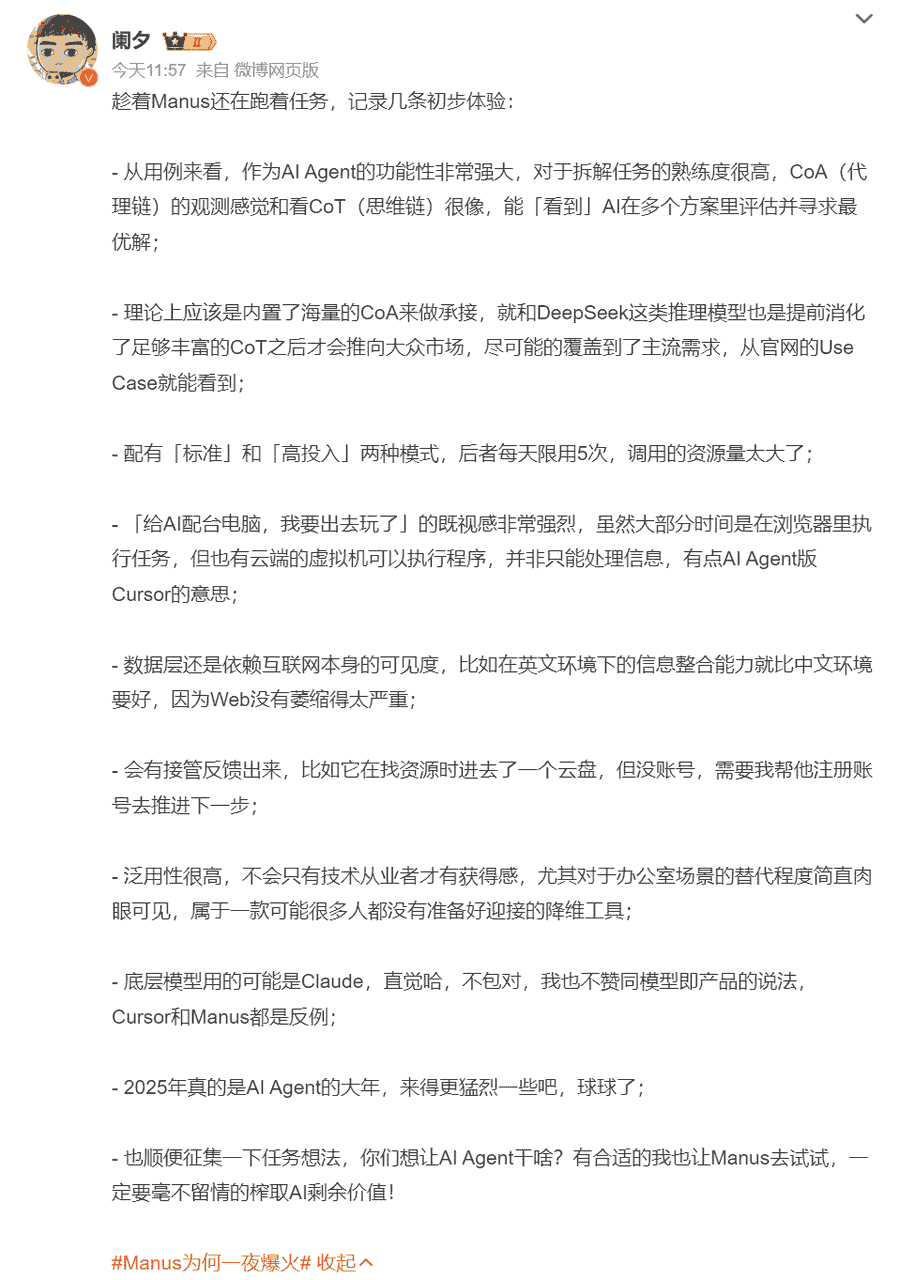 阑夕 II
今天11:57 来自 微博网页版
趁着Manus还在跑着任务，记录几条初步体验：
- 从用例来看，作为AI Agent的功能性非常强大，对于拆解任务的熟练度很高，CoA（代
理链）的观测感觉和看CoT（思维链）很像，能「看到」AI在多个方案里评估并寻求最
优解；
- 理论上应该是内置了海量的CoA来做承接，就和DeepSeek这类推理模型也是提前消化
了足够丰富的CoT之后才会推向大众市场，尽可能的覆盖到了主流需求，从官网的Use
Case就能看到；
- 配有「标准」和「高投入」两种模式，后者每天限用5次，调用的资源量太大了；
- 「给AI配台电脑，我要出去玩了」的既视感非常强烈，虽然大部分时间是在浏览器里执
行任务，但也有云端的虚拟机可以执行程序，并非只能处理信息，有点AI Agent版
Cursor的意思；
- 数据层还是依赖互联网本身的可见度，比如在英文环境下的信息整合能力就比中文环境
要好，因为Web没有萎缩得太严重；
- 会有接管反馈出来，比如它在找资源时进去了一个云盘，但没账号，需要我帮他注册账
号去推进下一步；
- 泛用性很高，不会只有技术从业者才有获得感，尤其对于办公室场景的替代程度简直肉
眼可见，属于一款可能很多人都没有准备好迎接的降维工具；
- 底层模型用的可能是Claude，直觉哈，不包对，我也不赞同模型即产品的说法，
Cursor和Manus都是反例；
- 2025年真的是AI Agent的大年，来得更猛烈一些吧，球球了；
- 也顺便征集一下任务想法，你们想让AI Agent干啥？有合适的我也让Manus去试试，一
定要毫不留情的榨取AI剩余价值！
#Manus为何一夜爆火# 收起